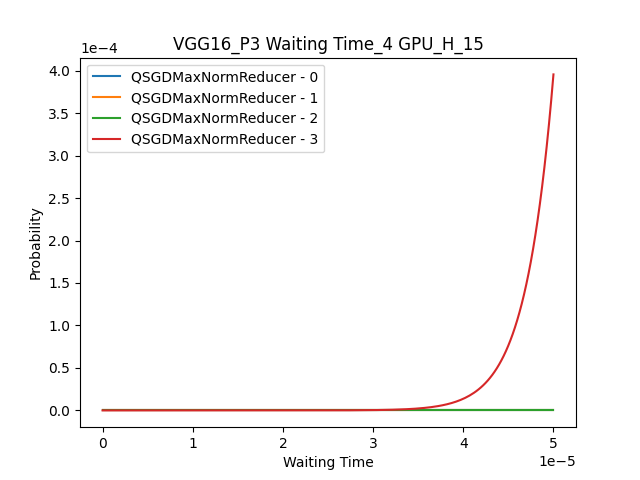 VGG16_P3 Waiting Time_4 GPU_H_15
1e−4
4.0
3.5
3.0
2.5
2.0
1.5
1.0
0.5
0.0
Probability
QSGDMaxNormReducer - 0
QSGDMaxNormReducer - 1
QSGDMaxNormReducer - 2
QSGDMaxNormReducer - 3
0 1 2 3 4 5
1e−5
Waiting Time